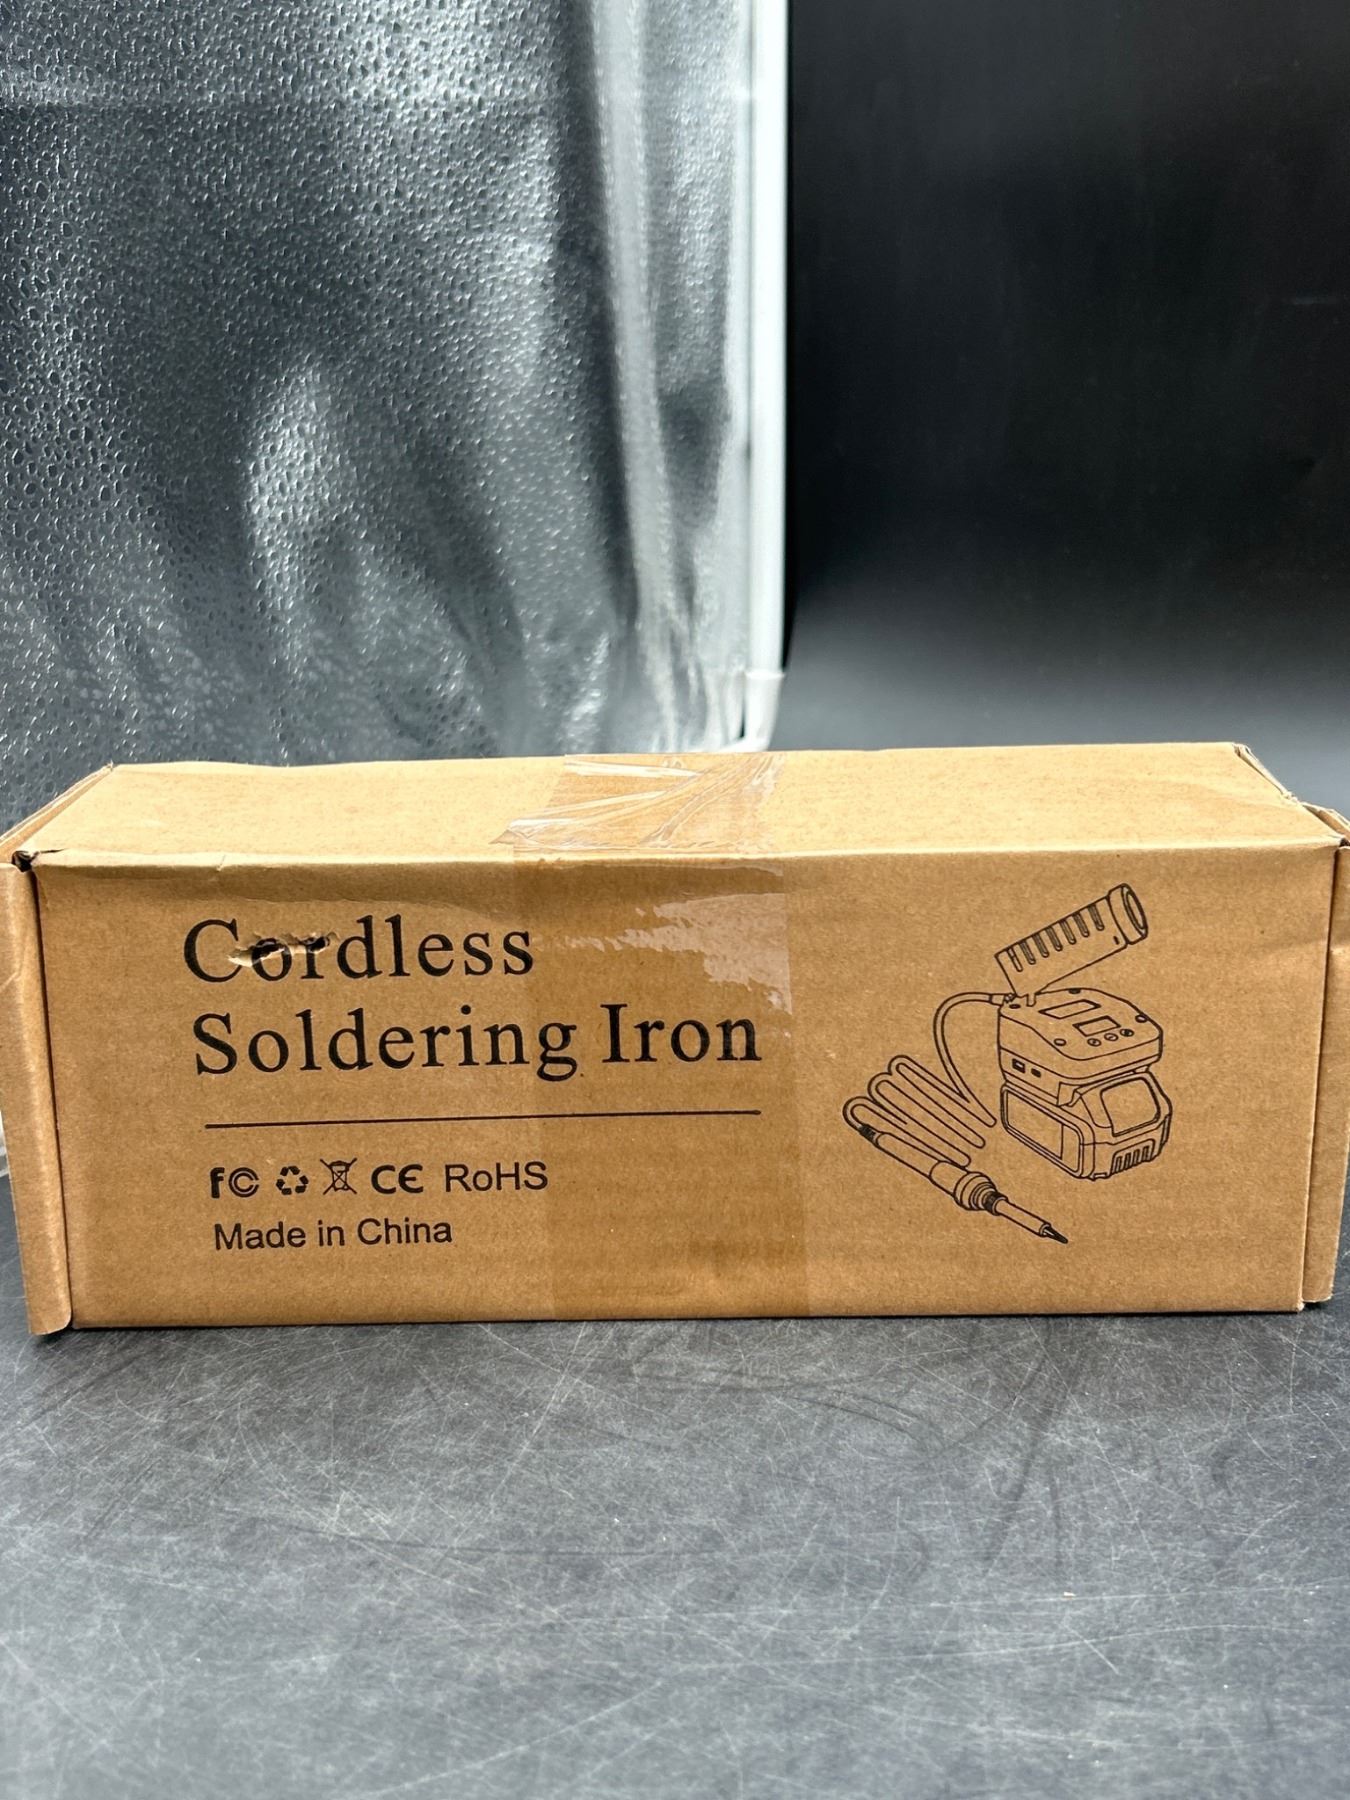 Cordless
Soldering Iron
FC CE RoHS
Made in China